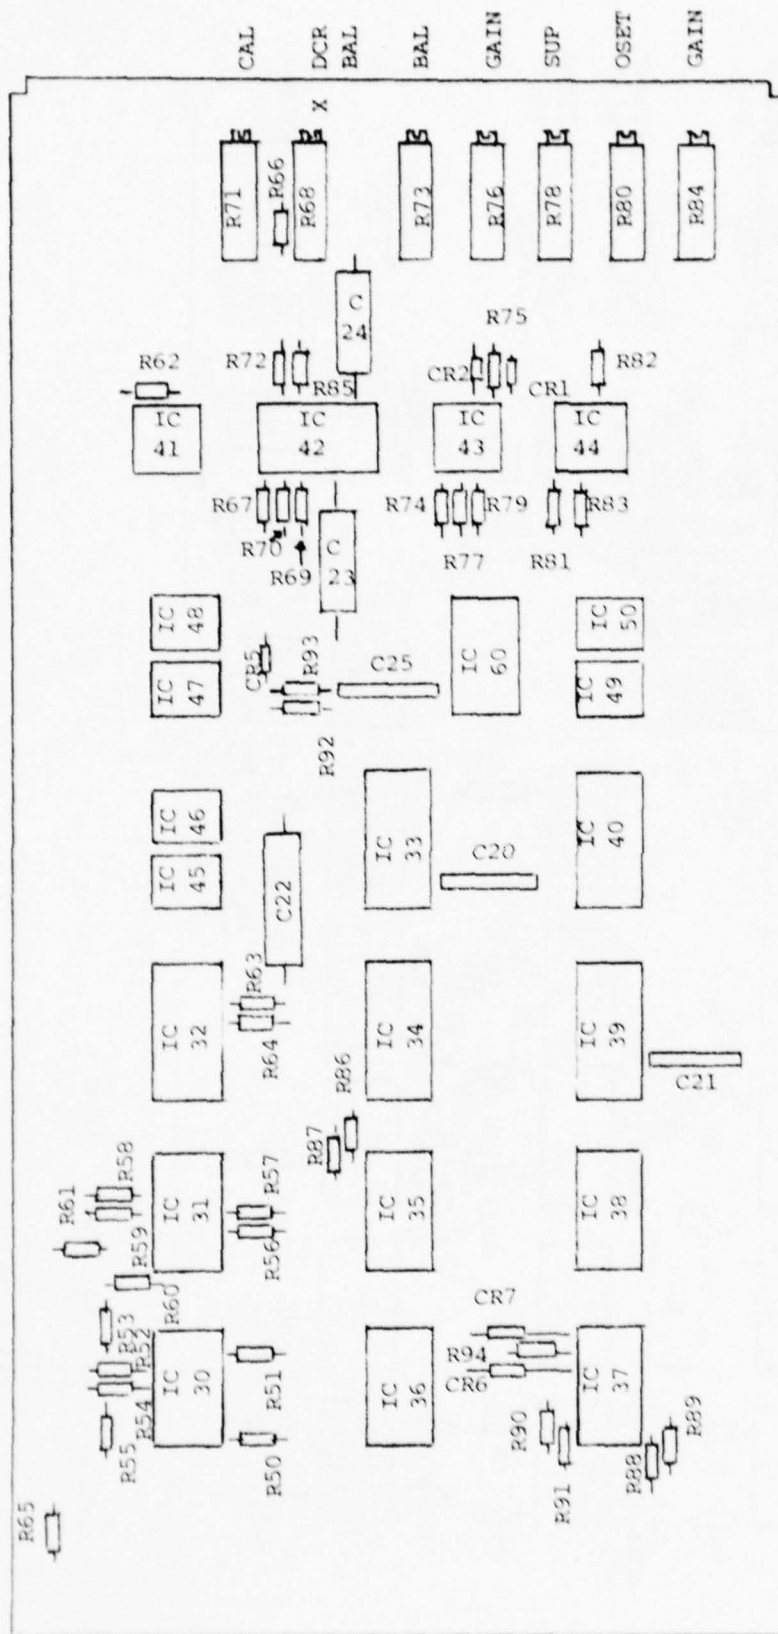 CAL
DCR
BAL
BAL
GAIN
SUP
OSET
GAIN
X
R71
R66
R68
R73
R76
R78
R80
R84
C
24
R75
R62
R72
R85
CR2
CR1
R82
IC
41
IC
42
IC
43
IC
44
R67
R70
R69
C
23
R74
R77
R79
R81
R83
IC
48
IC
47
CR5
R93
R92
C25
IC
60
IC
50
IC
49
IC
46
IC
45
C22
IC
33
C20
IC
40
IC
32
R63
R64
IC
34
IC
39
C21
R86
R87
R61
R58
R59
R60
IC
31
R57
R56
IC
35
IC
38
R53
R52
R54
R55
IC
30
R51
R50
IC
36
CR7
R94
CR6
IC
37
R90
R91
R88
R89
R65